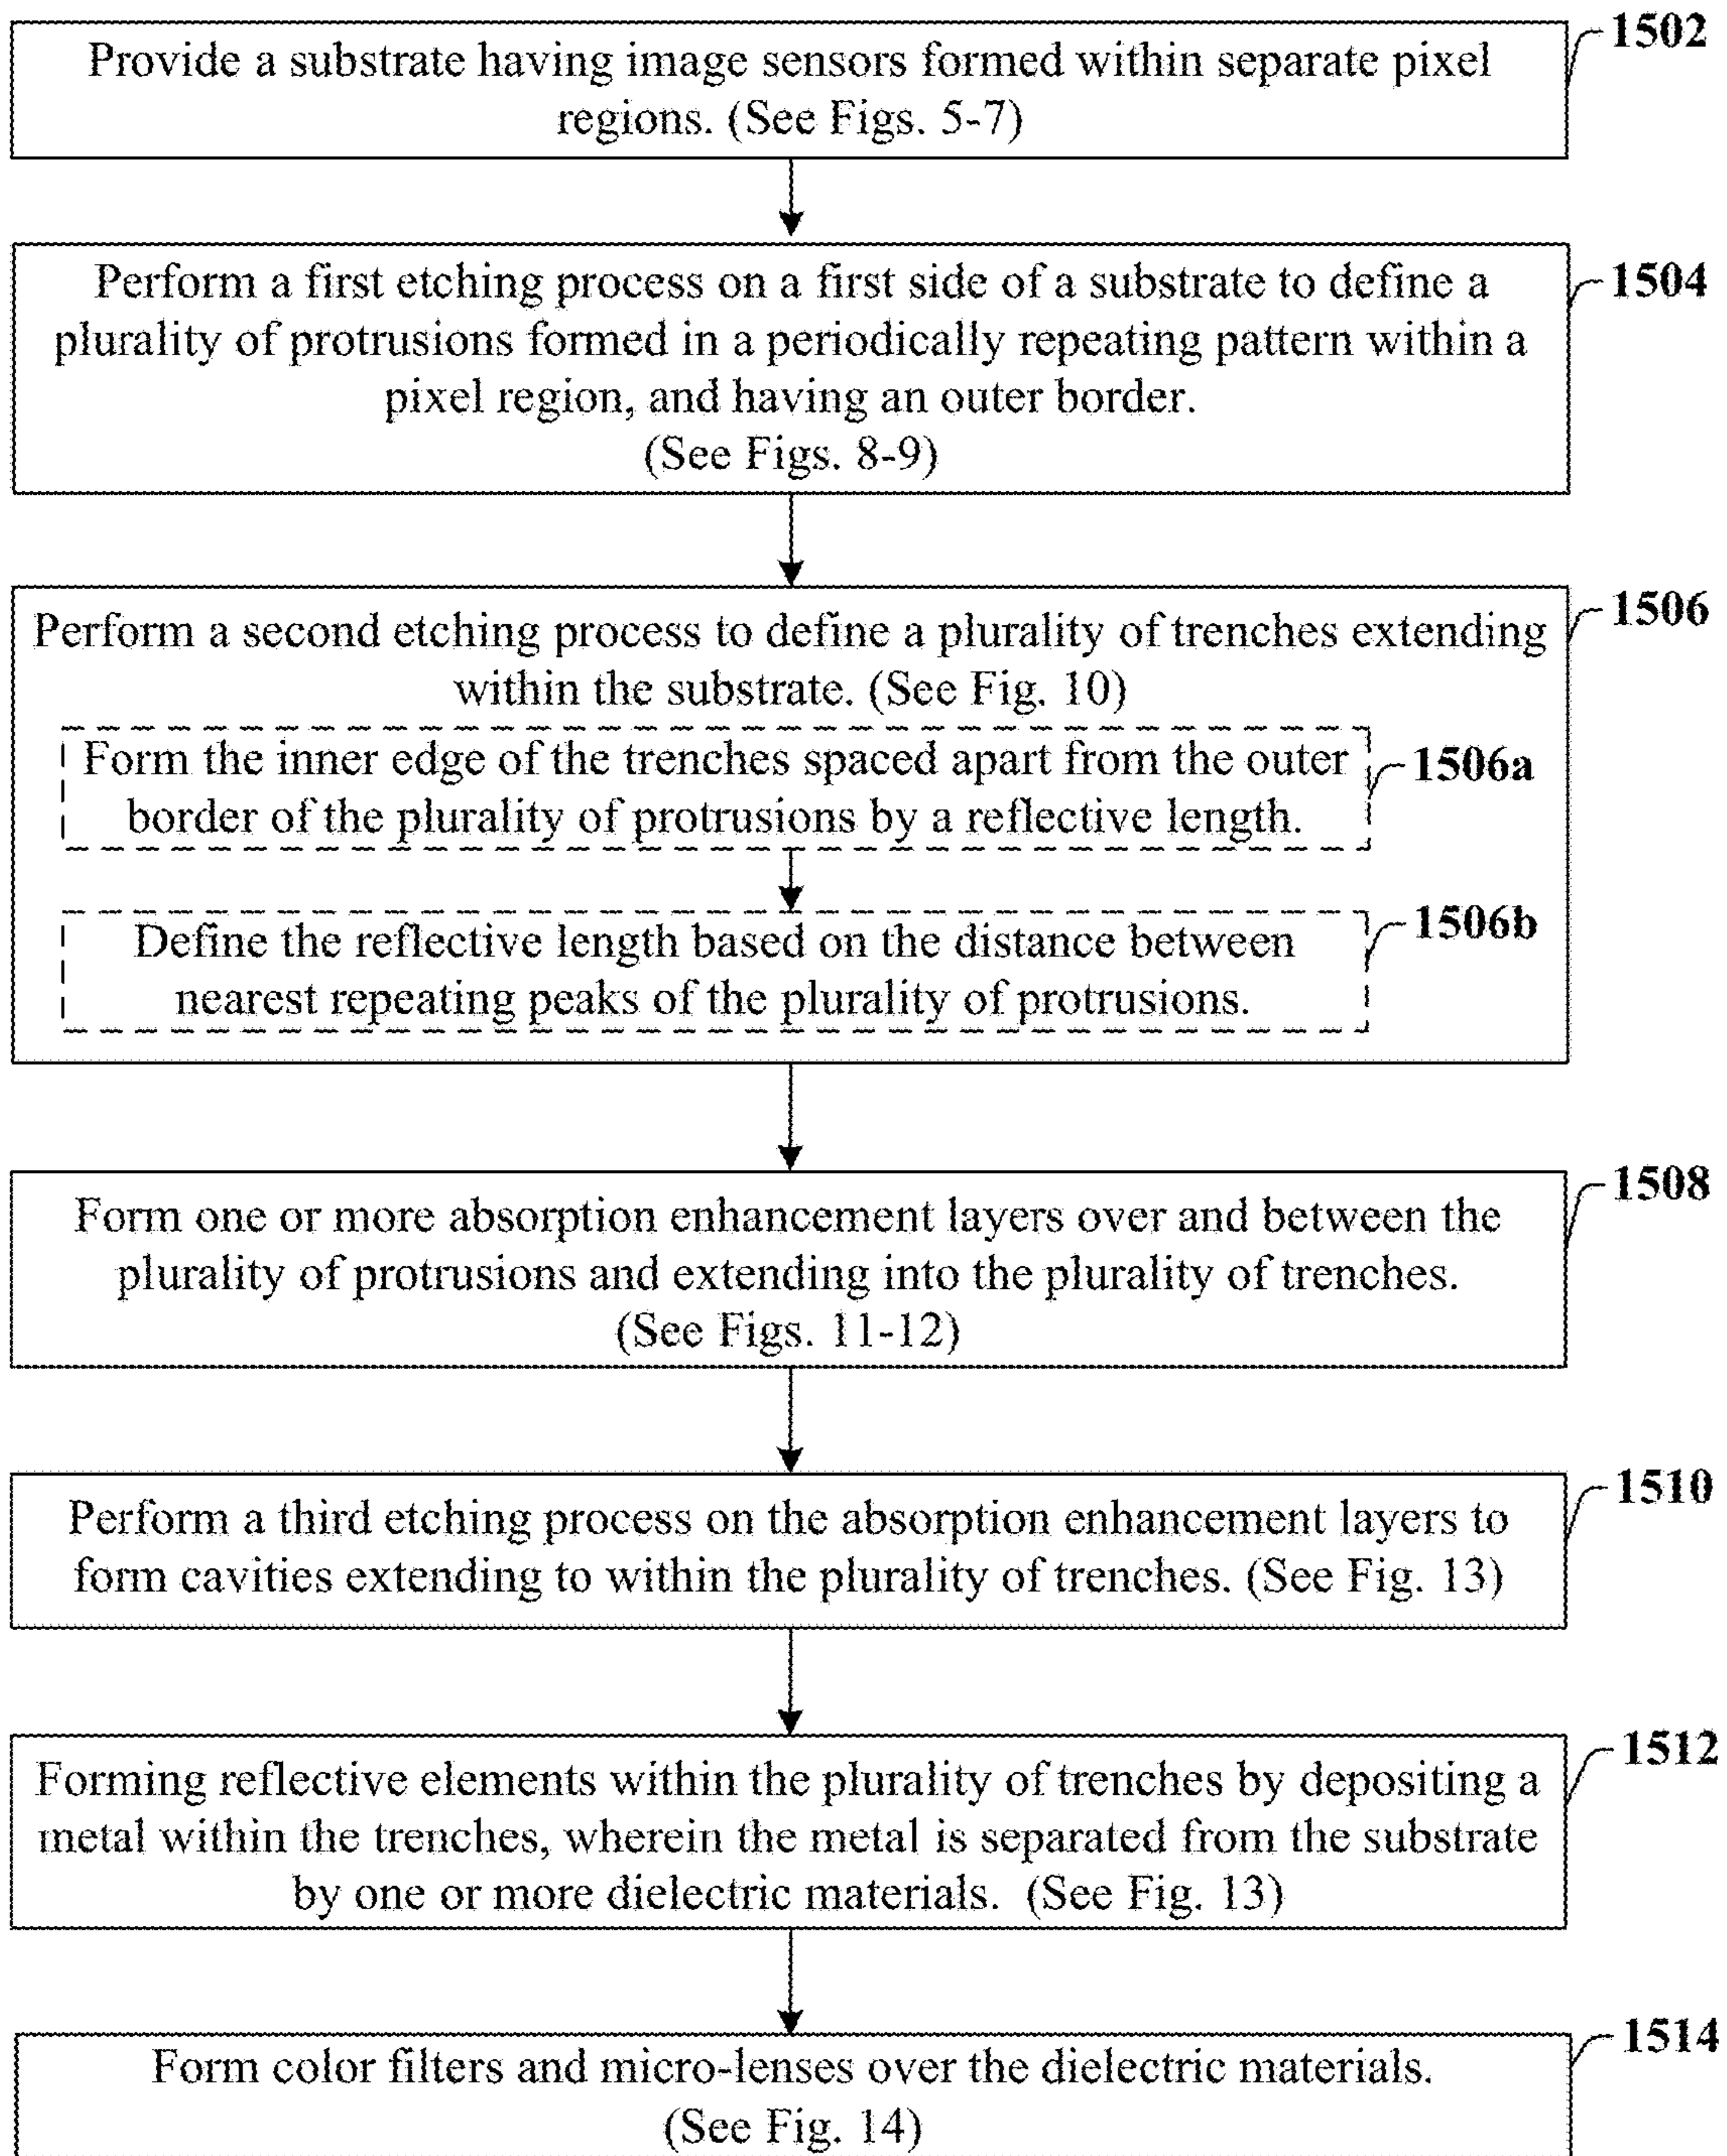 1502
Provide a substrate having image sensors formed within separate pixel
regions. (See Figs. 5-7)
1504
Perform a first etching process on a first side of a substrate to define a
plurality of protrusions formed in a periodically repeating pattern within a
pixel region, and having an outer border.
(See Figs. 8-9)
1506
Perform a second etching process to define a plurality of trenches extending
within the substrate. (See Fig. 10)
Form the inner edge of the trenches spaced apart from the outer
1506a
border of the plurality of protrusions by a reflective length.
1506b
Define the reflective length based on the distance between
nearest repeating peaks of the plurality of protrusions.
1508
Form one or more absorption enhancement layers over and between the
plurality of protrusions and extending into the plurality of trenches.
(See Figs. 11-12)
1510
Perform a third etching process on the absorption enhancement layers to
form cavities extending to within the plurality of trenches. (See Fig. 13)
1512
Forming reflective elements within the plurality of trenches by depositing a
metal within the trenches, wherein the metal is separated from the substrate
by one or more dielectric materials. (See Fig. 13)
1514
Form color filters and micro-lenses over the dielectric materials.
(See Fig. 14)